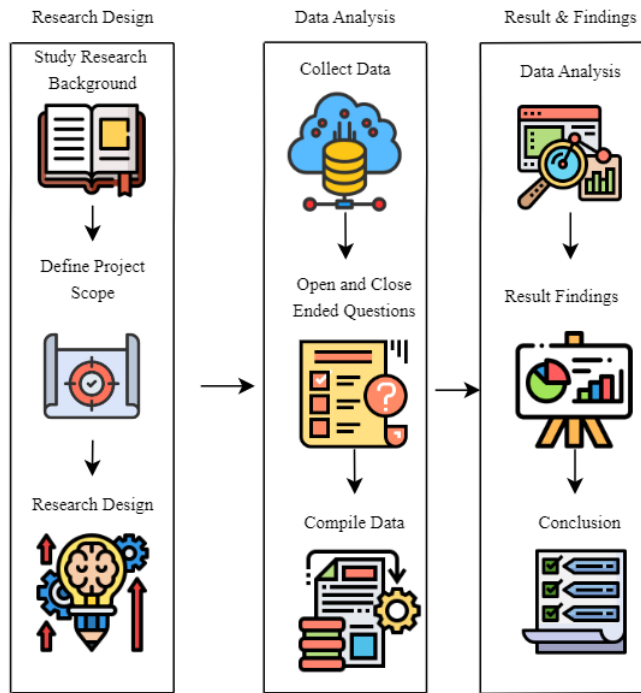 Research Design
Study Research
Background
Define Project
Scope
Research Design
Data Analysis
Collect Data
Open and Close
Ended Questions
?
Compile Data
Result & Findings
Data Analysis
Result Findings
Conclusion